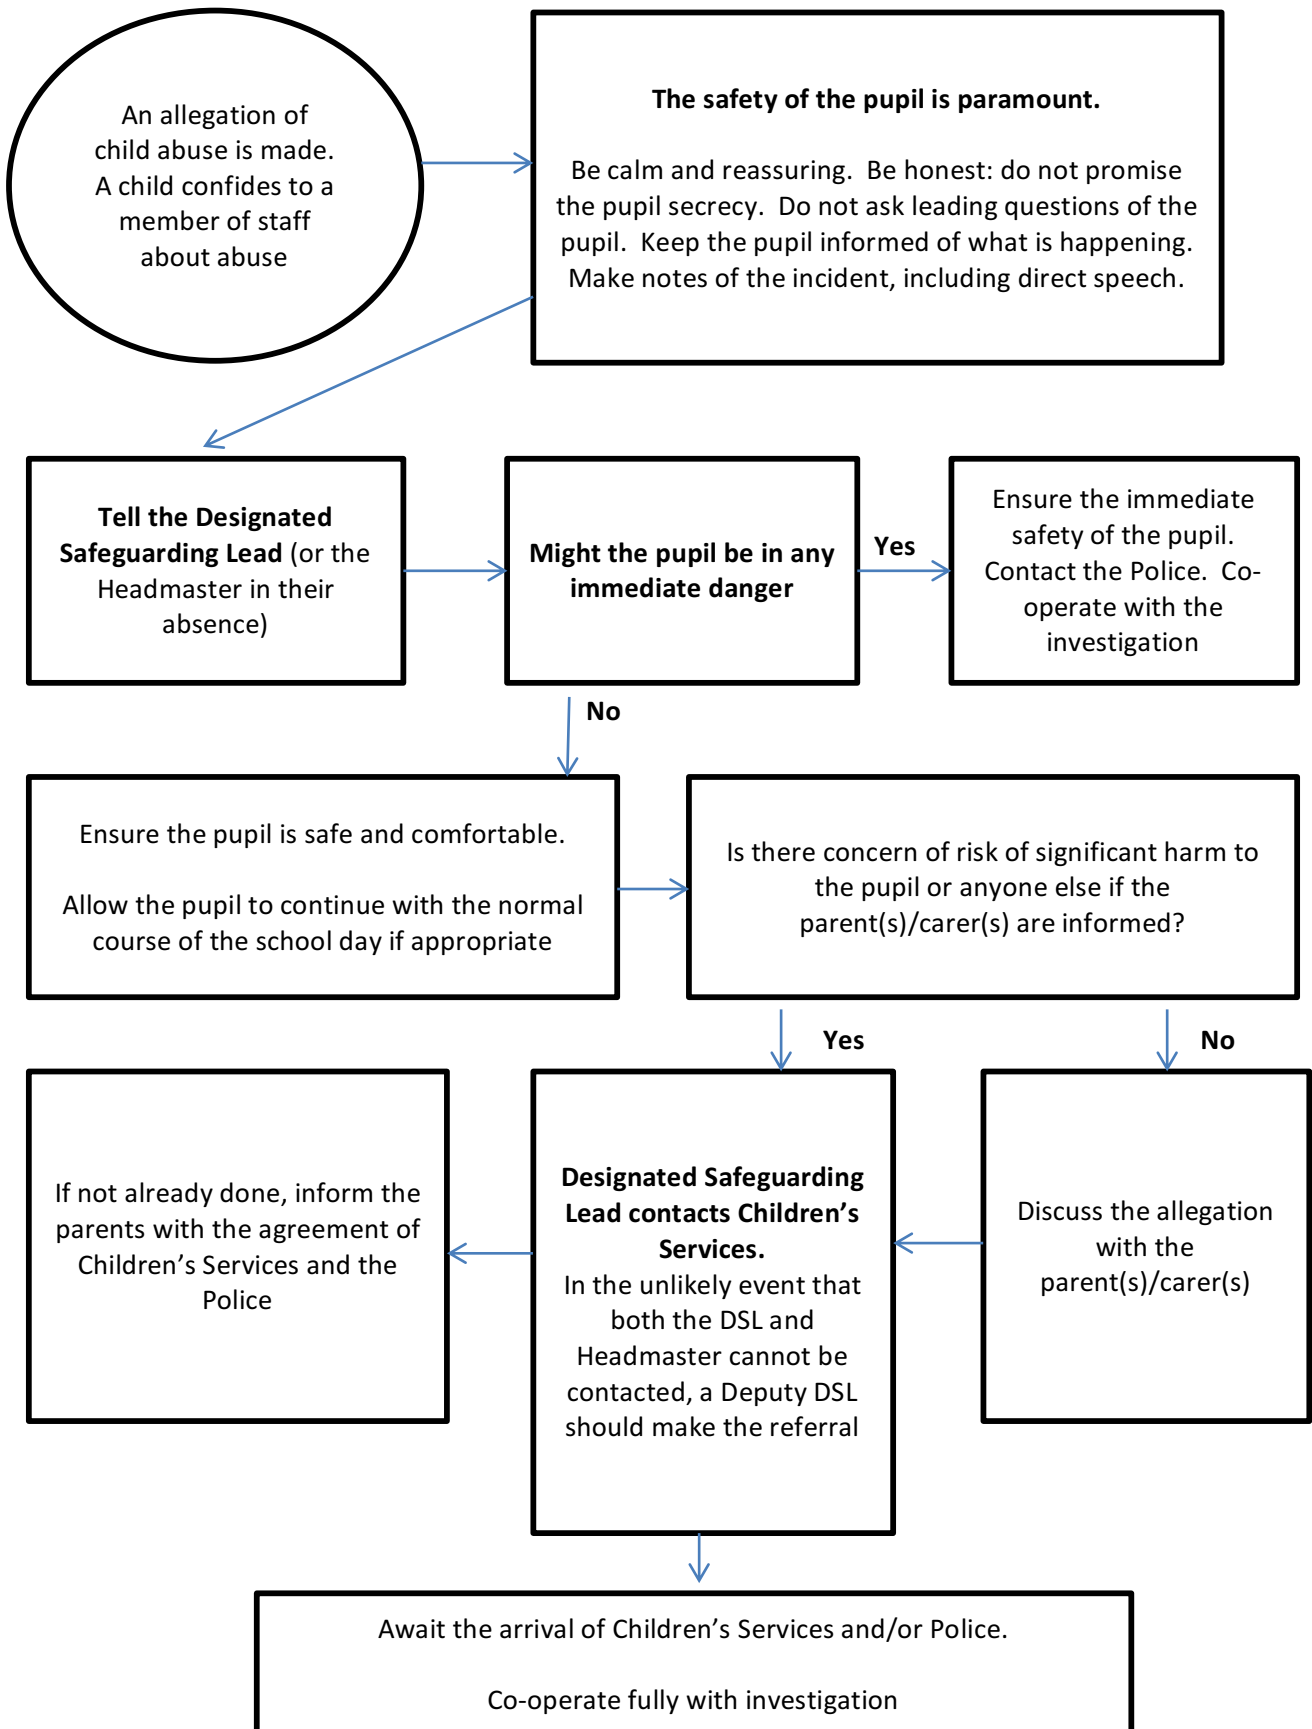 An allegation of
child abuse is made.
A child confides to a
member of staff
about abuse
The safety of the pupil is paramount.
Be calm and reassuring.  Be honest: do not promise
the pupil secrecy.  Do not ask leading questions of the
pupil.  Keep the pupil informed of what is happening.
Make notes of the incident, including direct speech.
Tell the Designated
Safeguarding Lead (or the
Headmaster in their
absence)
Might the pupil be in any
immediate danger
Yes
Ensure the immediate
safety of the pupil.
Contact the Police.  Co-
operate with the
investigation
No
Ensure the pupil is safe and comfortable.
Allow the pupil to continue with the normal
course of the school day if appropriate
Is there concern of risk of significant harm to
the pupil or anyone else if the
parent(s)/carer(s) are informed?
Yes
No
If not already done, inform the
parents with the agreement of
Children’s Services and the
Police
Designated Safeguarding
Lead contacts Children’s
Services.
In the unlikely event that
both the DSL and
Headmaster cannot be
contacted, a Deputy DSL
should make the referral
Discuss the allegation
with the
parent(s)/carer(s)
Await the arrival of Children’s Services and/or Police.
Co-operate fully with investigation